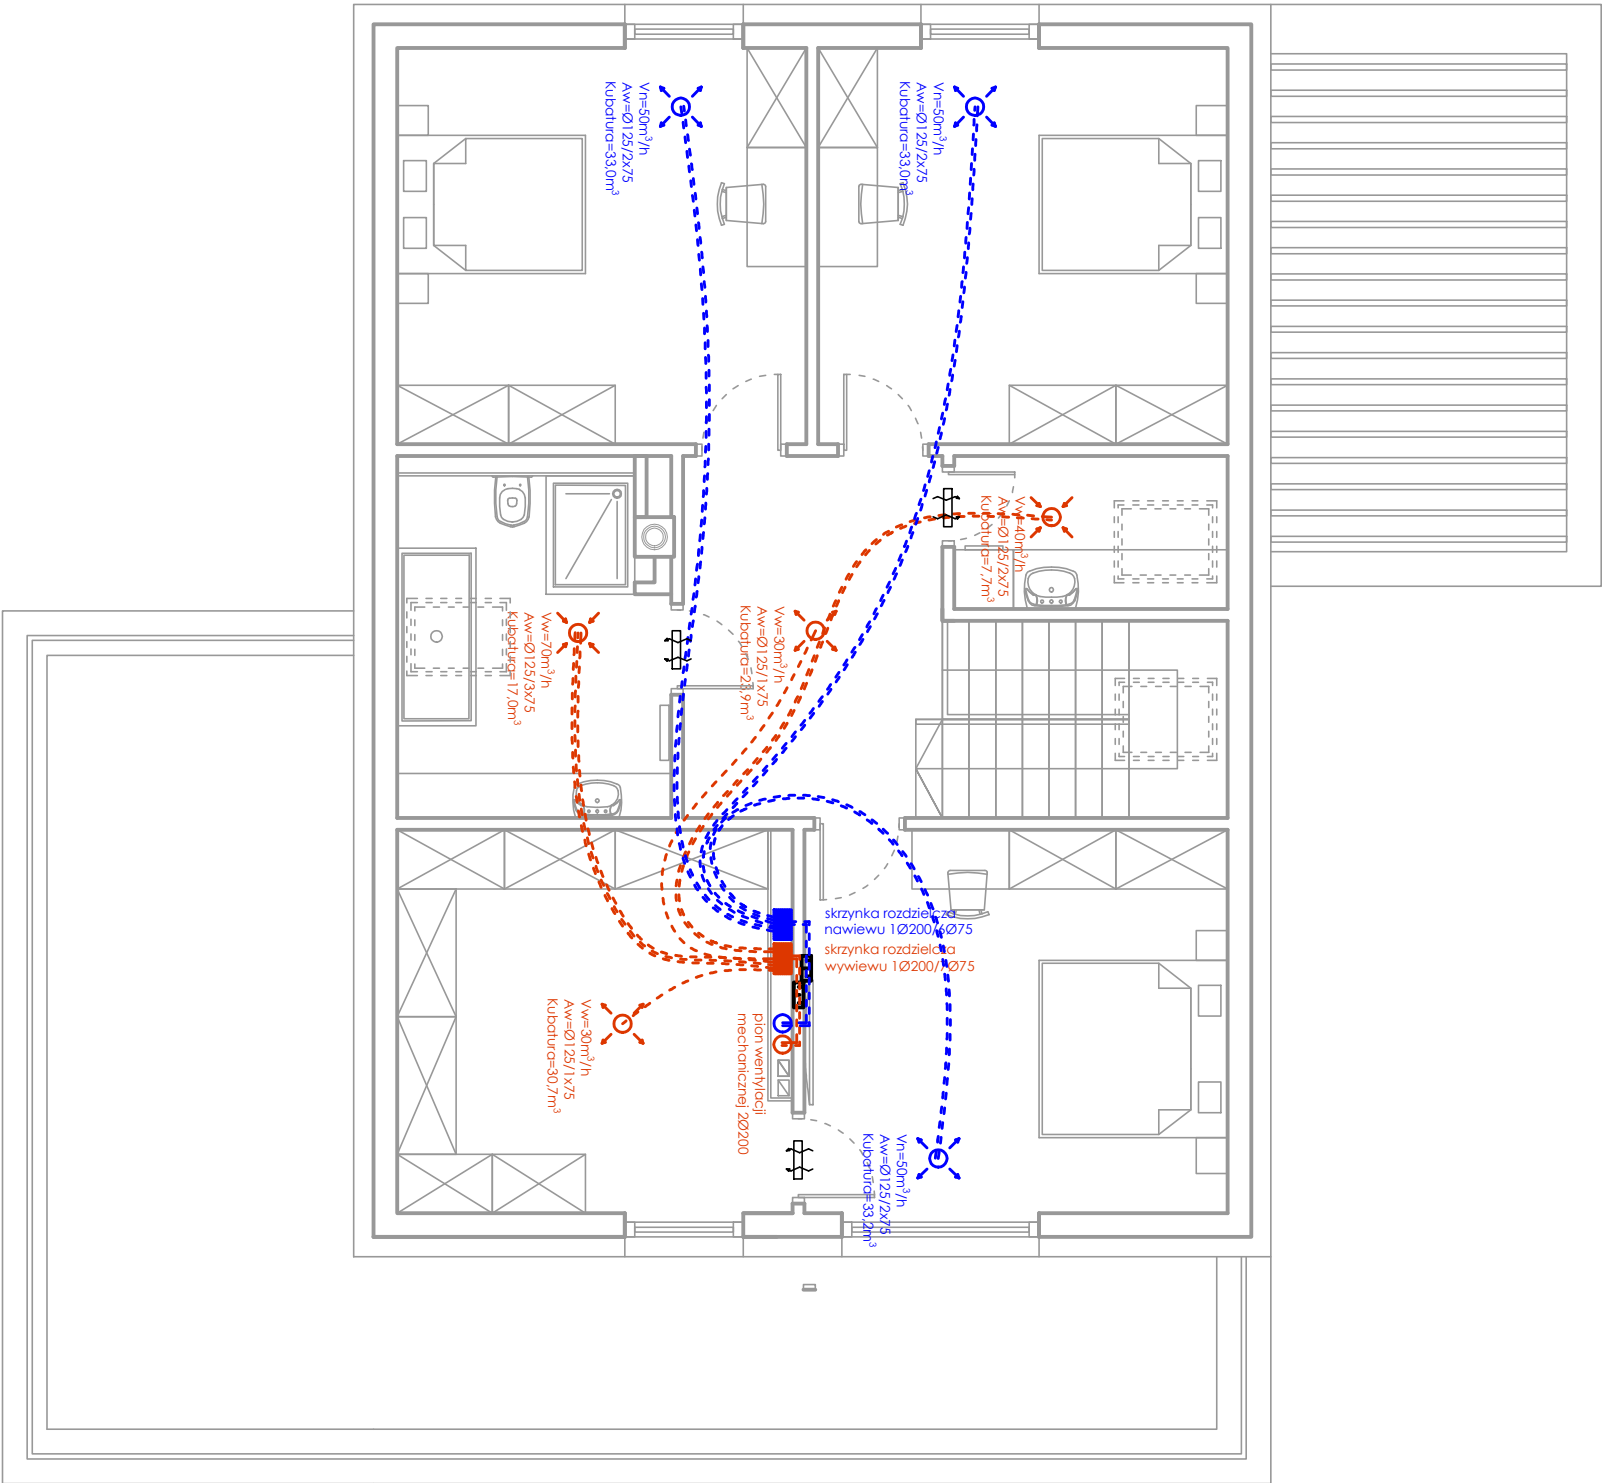 Vn=50m³/h
Aw=Ø125/2x75
Kubatura=33,0m³
Vn=50m³/h
Aw=Ø125/2x75
Kubatura=33,0m³
Vw=40m³/h
Aw=Ø125/2x75
Kubatura=7,7m³
Vw=70m³/h
Aw=Ø125/3x75
Kubatura=17,0m³
Vw=30m³/h
Aw=Ø125/1x75
Kubatura=23,9m³
skrzynka rozdzielcza
nawiewu 1Ø200/6Ø75
skrzynka rozdzielcza
wywiewu 1Ø200/7Ø75
Vw=30m³/h
Aw=Ø125/1x75
Kubatura=30,7m³
pion wentylacji
mechanicznej 2Ø200
Vn=50m³/h
Aw=Ø125/2x75
Kubatura=33,2m³